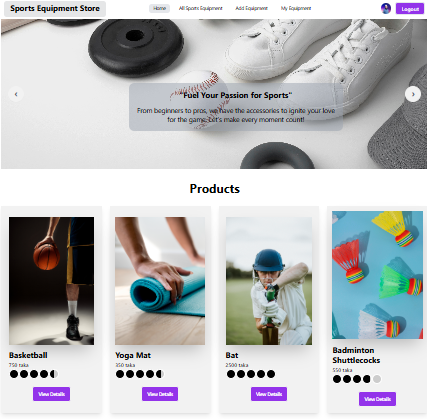 Sports Equipment Store
Home All Sports Equipment Add Equipment My Equipment Logout
"Fuel Your Passion for Sports"
From beginners to pros, we have the accessories to ignite your love
for the game. Let's make every moment count!
Products
Basketball
750 taka
View Details
Yoga Mat
350 taka
View Details
Bat
2500 taka
View Details
Badminton
Shuttlecocks
550 taka
View Details